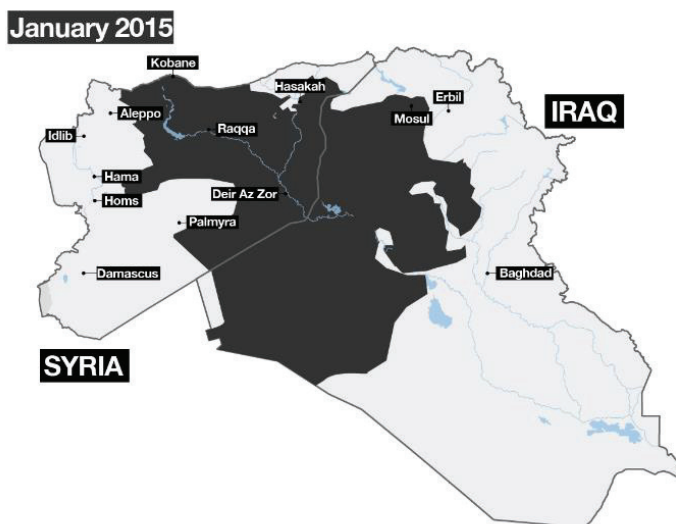 January 2015
Kobane
Hasakah
Erbil
Aleppo
Mosul
IRAQ
Raqqa
Idlib
Hama
Deir Az Zor
Homs
Palmyra
Damascus
Baghdad
SYRIA